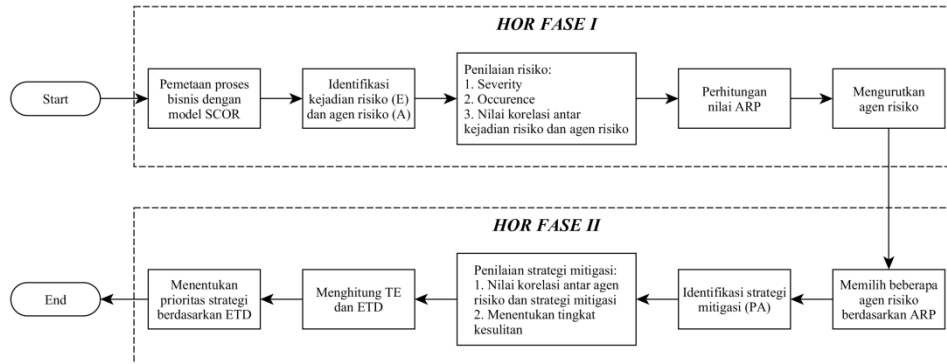 HOR FASE I
Start
Pemetaan proses
bisnis dengan
model SCOR
Identifikasi
kejadian risiko (E)
dan agen risiko (A)
Penilaian risiko:
1. Severity
2. Occurence
3. Nilai korelasi antar
kejadian risiko dan agen risiko
Perhitungan
nilai ARP
Mengurutkan
agen risiko
HOR FASE II
Memilih beberapa
agen risiko
berdasarkan ARP
Identifikasi strategi
mitigasi (PA)
Penilaian strategi mitigasi:
1. Nilai korelasi antar agen
risiko dan strategi mitigasi
2. Menentukan tingkat
kesulitan
Menghitung TE
dan ETD
Menentukan
prioritas strategi
berdasarkan ETD
End